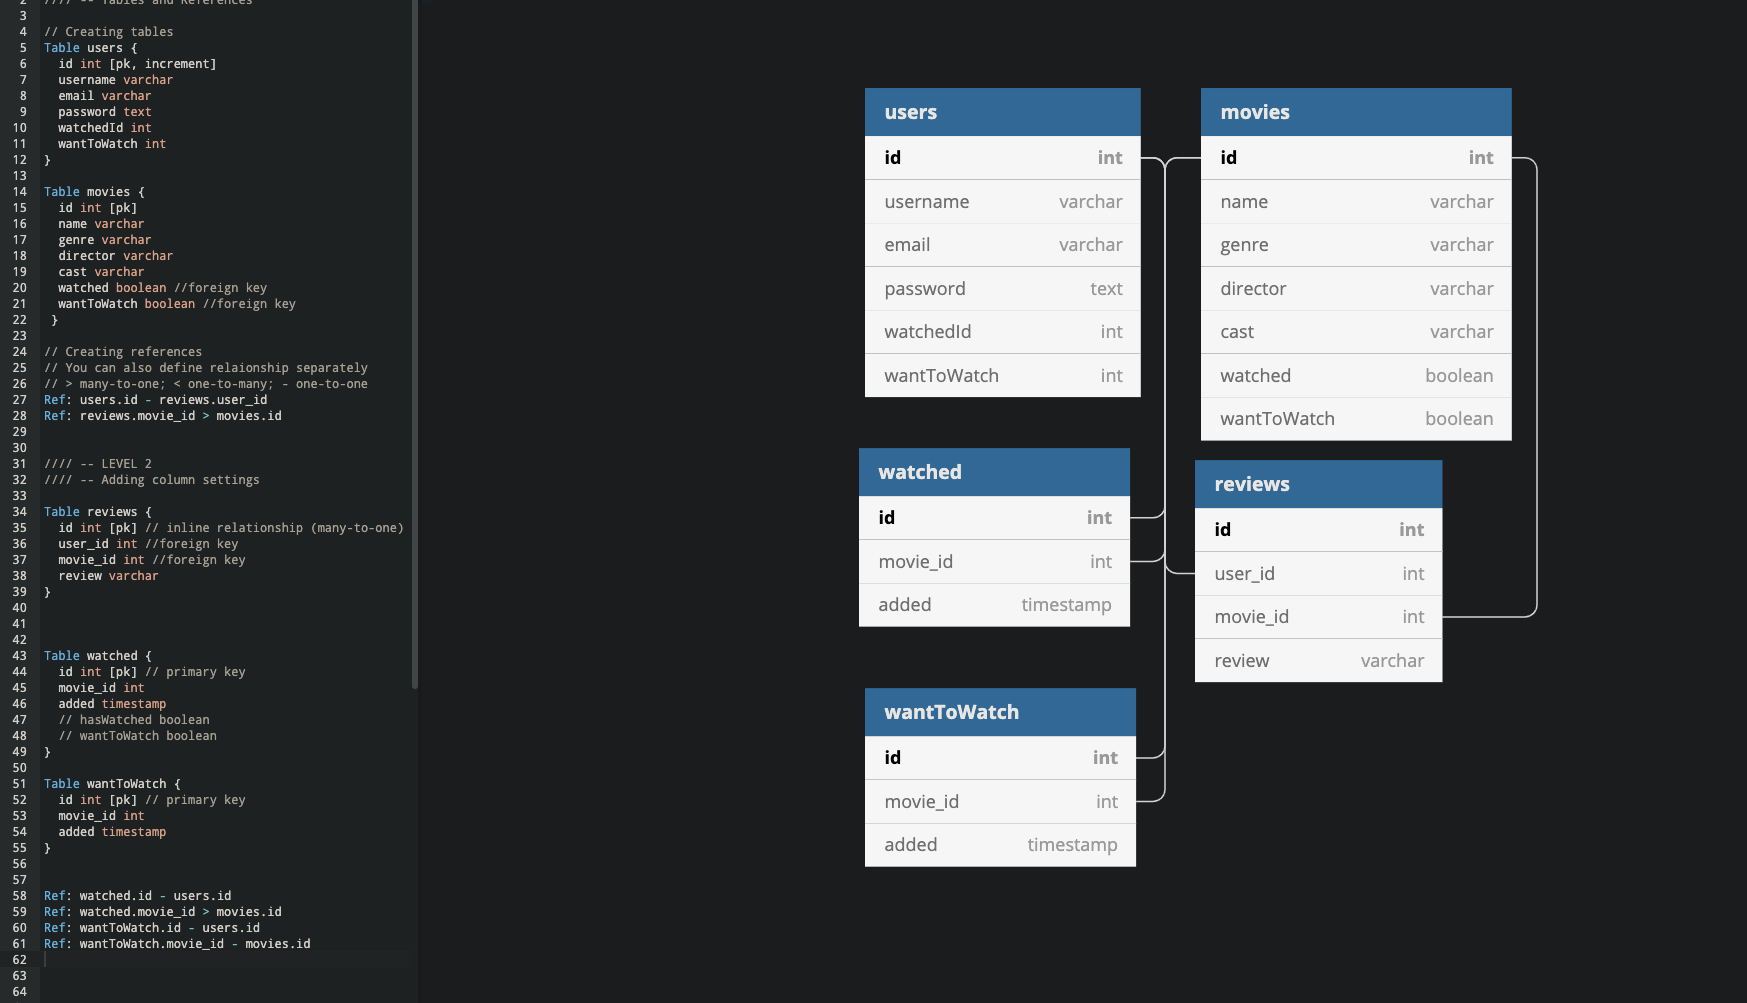 2 //// -- Tables and References
3
4 // Creating tables
5 Table users {
6 id int [pk, increment]
7 username varchar
8 email varchar
9 password text
10 watchedId int
11 wantToWatch int
12 }
13
14 Table movies {
15 id int [pk]
16 name varchar
17 genre varchar
18 director varchar
19 cast varchar
20 watched boolean //foreign key
21 wantToWatch boolean //foreign key
22 }
23
24 // Creating references
25 // You can also define relaionship separately
26 // > many-to-one; < one-to-many; - one-to-one
27 Ref: users.id - reviews.user_id
28 Ref: reviews.movie_id > movies.id
29
30
31 //// -- LEVEL 2
32 //// -- Adding column settings
33
34 Table reviews {
35 id int [pk] // inline relationship (many-to-one)
36 user_id int //foreign key
37 movie_id int //foreign key
38 review varchar
39 }
40
41
42
43 Table watched {
44 id int [pk] // primary key
45 movie_id int
46 added timestamp
47 // hasWatched boolean
48 // wantToWatch boolean
49 }
50
51 Table wantToWatch {
52 id int [pk] // primary key
53 movie_id int
54 added timestamp
55 }
56
57
58 Ref: watched.id - users.id
59 Ref: watched.movie_id > movies.id
60 Ref: wantToWatch.id - users.id
61 Ref: wantToWatch.movie_id - movies.id
62
63
64
users
id int
username varchar
email varchar
password text
watchedId int
wantToWatch int
movies
id int
name varchar
genre varchar
director varchar
cast varchar
watched boolean
wantToWatch boolean
watched
id int
movie_id int
added timestamp
reviews
id int
user_id int
movie_id int
review varchar
wantToWatch
id int
movie_id int
added timestamp